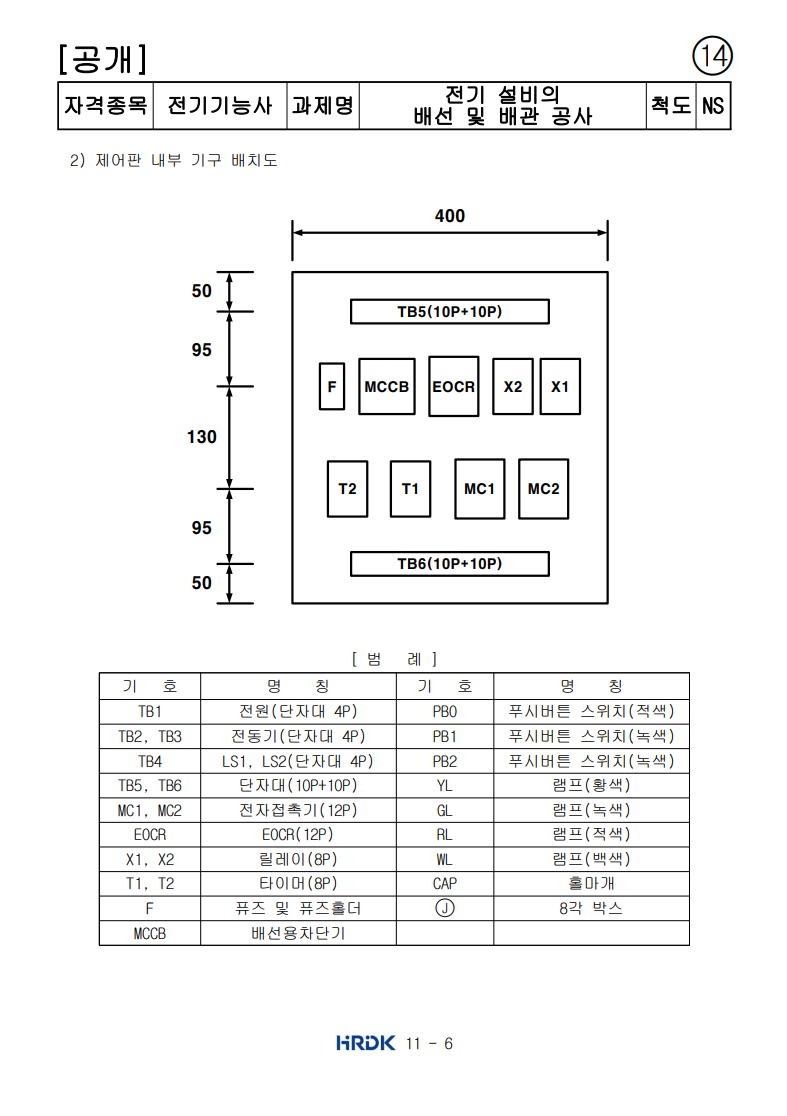 [공개]
⑭
자격종목 전기기능사 과제명 전기 설비의 배선 및 배관 공사 척도 NS
2) 제어판 내부 기구 배치도
400
50
TB5(10P+10P)
95
F MCCB EOCR X2 X1
130
T2 T1 MC1 MC2
95
TB6(10P+10P)
50
[ 범 례 ]
기 호 명 칭 기 호 명 칭
TB1 전원(단자대 4P) PB0 푸시버튼 스위치(적색)
TB2, TB3 전동기(단자대 4P) PB1 푸시버튼 스위치(녹색)
TB4 LS1, LS2(단자대 4P) PB2 푸시버튼 스위치(녹색)
TB5, TB6 단자대(10P+10P) YL 램프(황색)
MC1, MC2 전자접촉기(12P) GL 램프(녹색)
EOCR EOCR(12P) RL 램프(적색)
X1, X2 릴레이(8P) WL 램프(백색)
T1, T2 타이머(8P) CAP 홀마개
F 퓨즈 및 퓨즈홀더 Ⓙ 8각 박스
MCCB 배선용차단기
HRDK 11 - 6